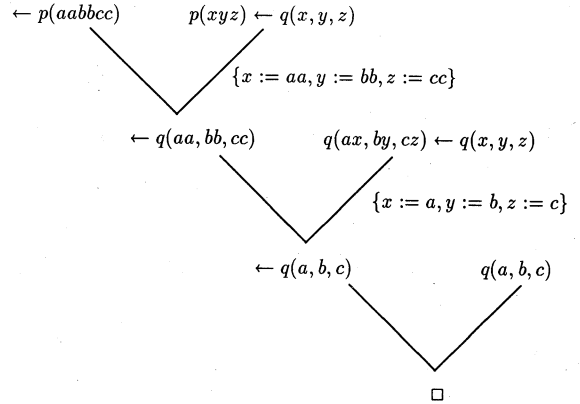 ← p(aabbcc) p(xyz) ← q(x, y, z)
{x := aa, y := bb, z := cc}
← q(aa, bb, cc) q(ax, by, cz) ← q(x, y, z)
{x := a, y := b, z := c}
← q(a, b, c) q(a, b, c)
□